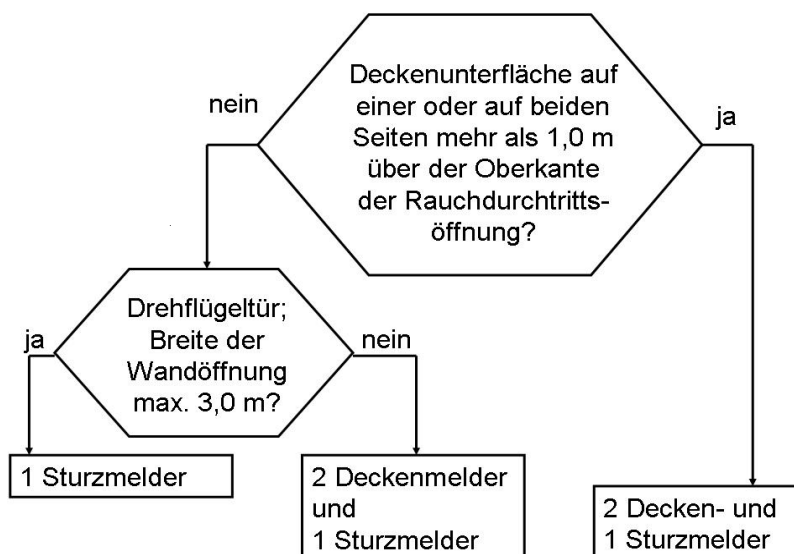 Deckenunterfläche auf
einer oder auf beiden
Seiten mehr als 1,0 m
über der Oberkante
der Rauchdurchtritts-
öffnung?
nein
ja
Drehflügeltür;
Breite der
Wandöffnung
max. 3,0 m?
ja
nein
1 Sturzmelder
2 Deckenmelder
und
1 Sturzmelder
2 Decken- und
1 Sturzmelder